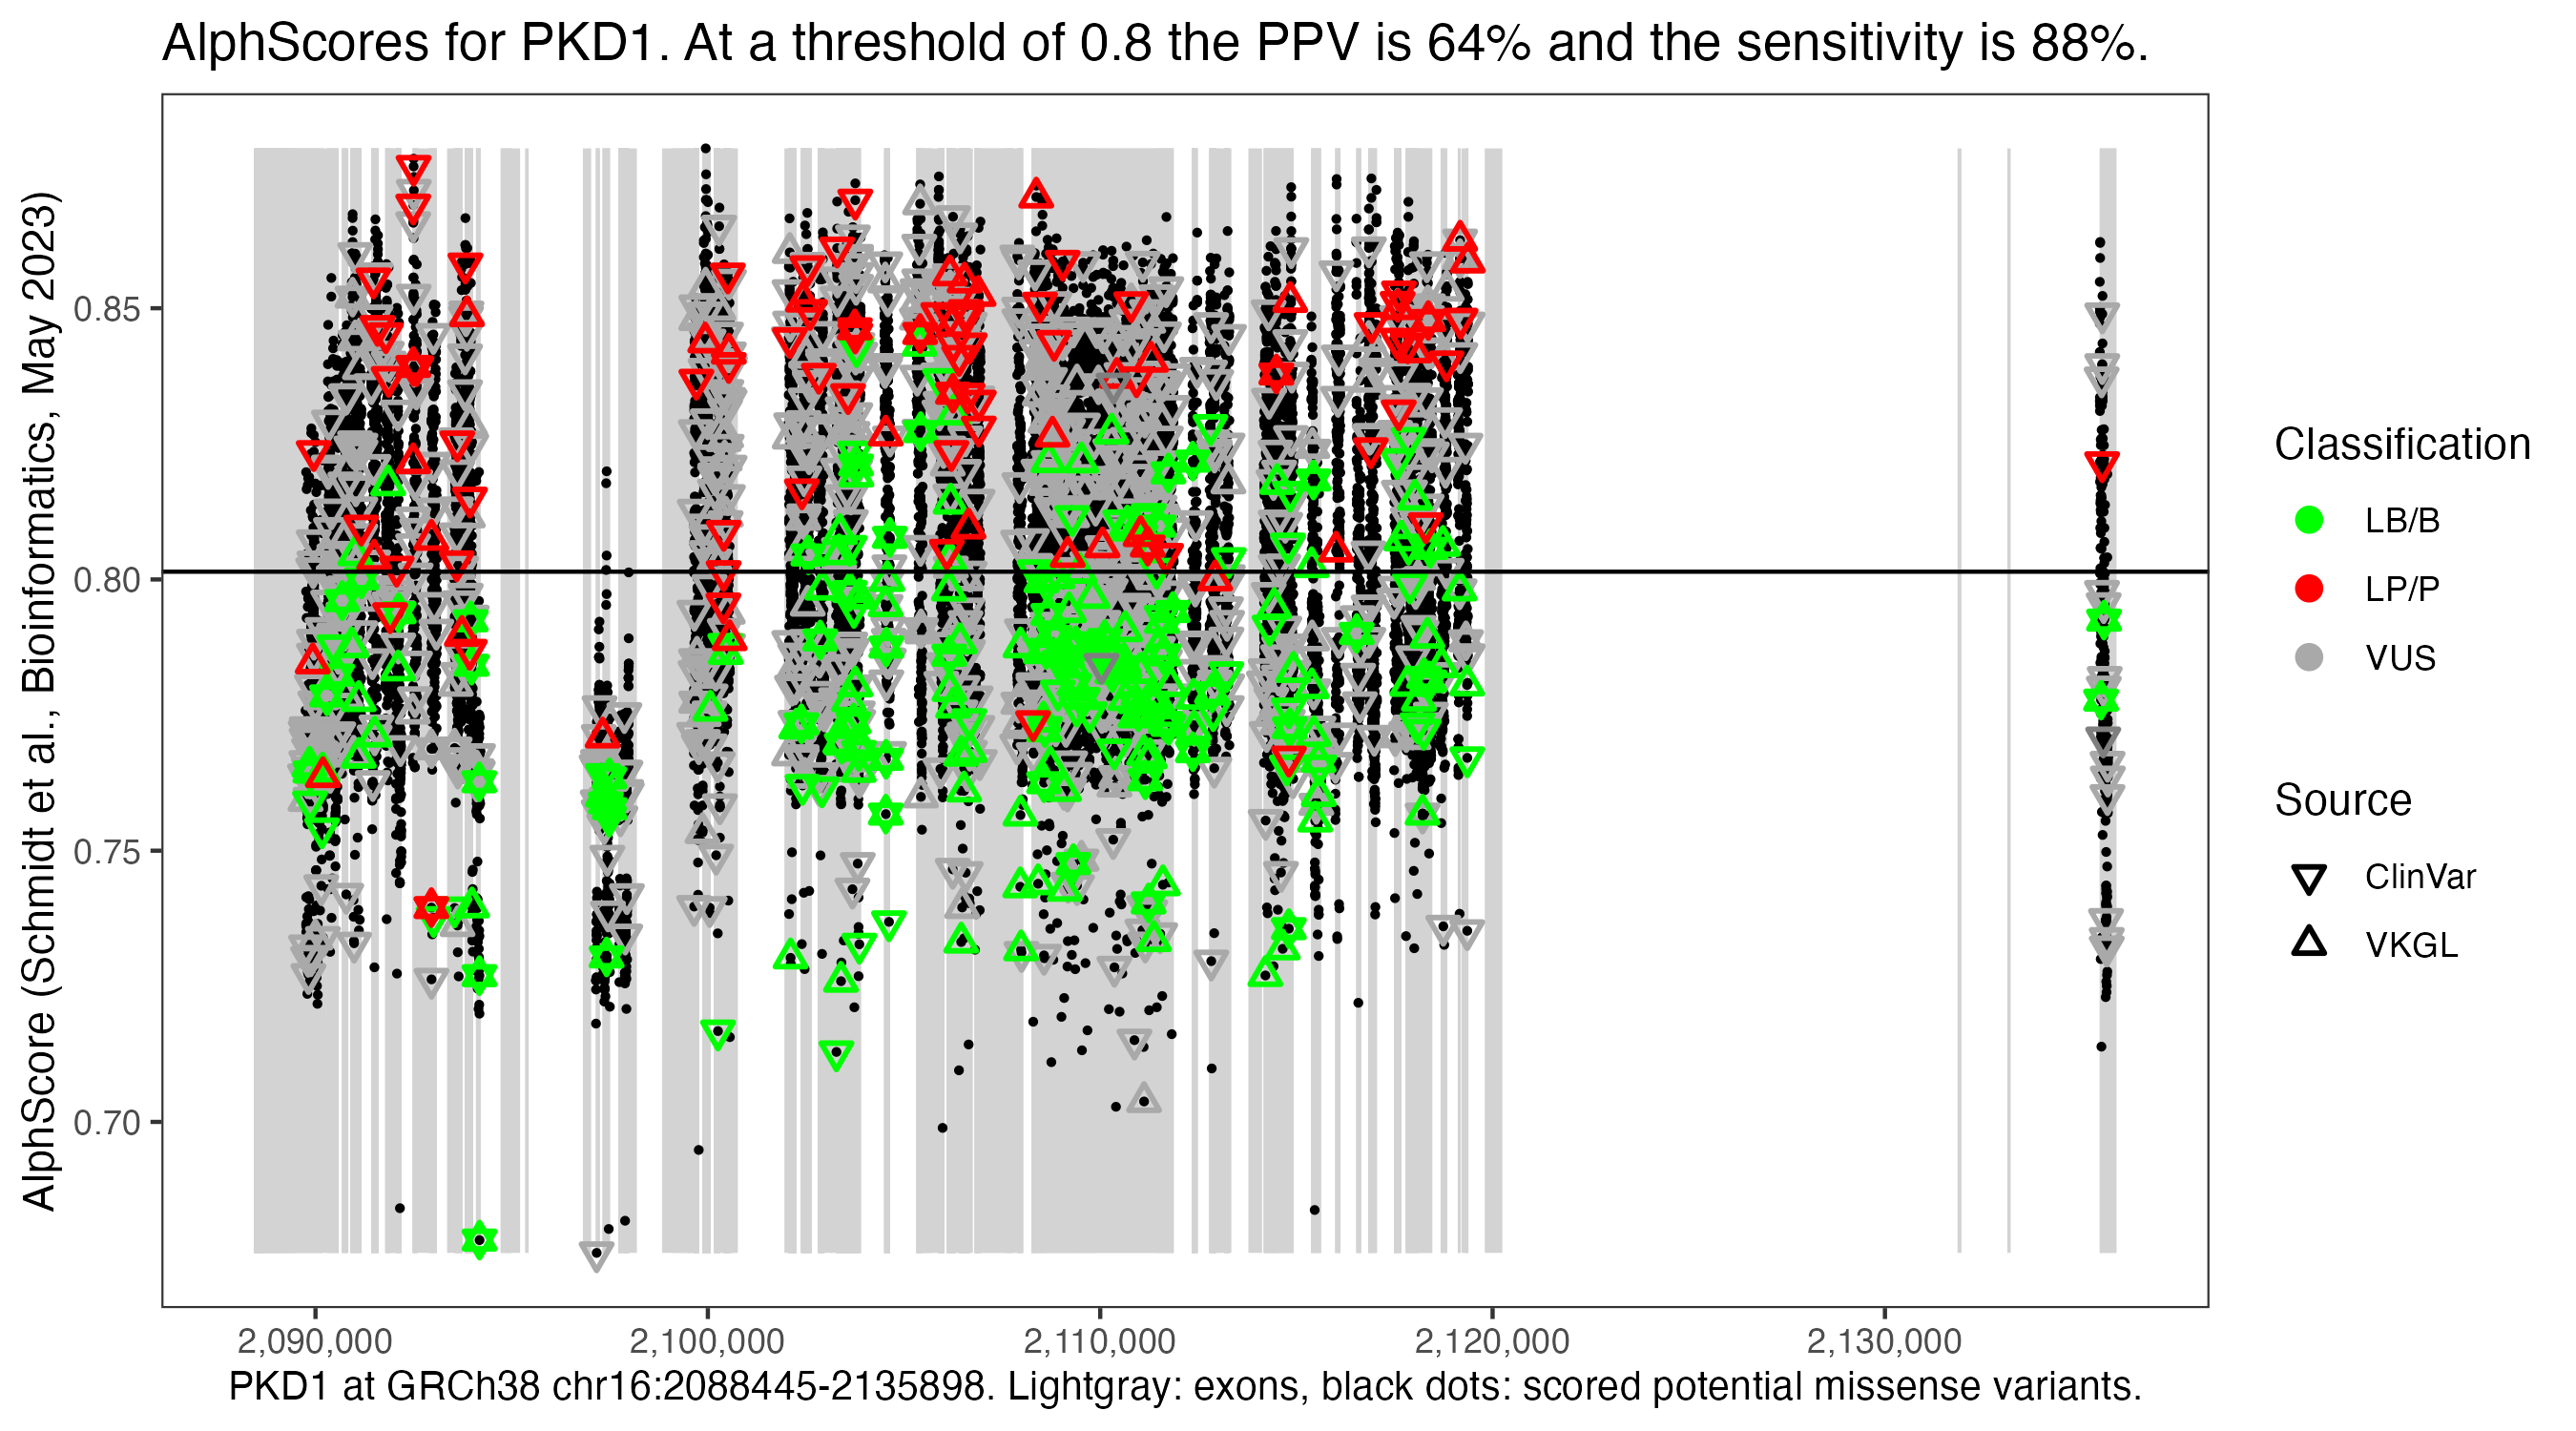 AlphScores for PKD1. At a threshold of 0.8 the PPV is 64% and the sensitivity is 88%.
AlphScore (Schmidt et al., Bioinformatics, May 2023)
0.85
0.80
0.75
0.70
2,090,000
2,100,000
2,110,000
2,120,000
2,130,000
PKD1 at GRCh38 chr16:2088445-2135898. Lightgray: exons, black dots: scored potential missense variants.
Classification
LB/B
LP/P
VUS
Source
ClinVar
VKGL